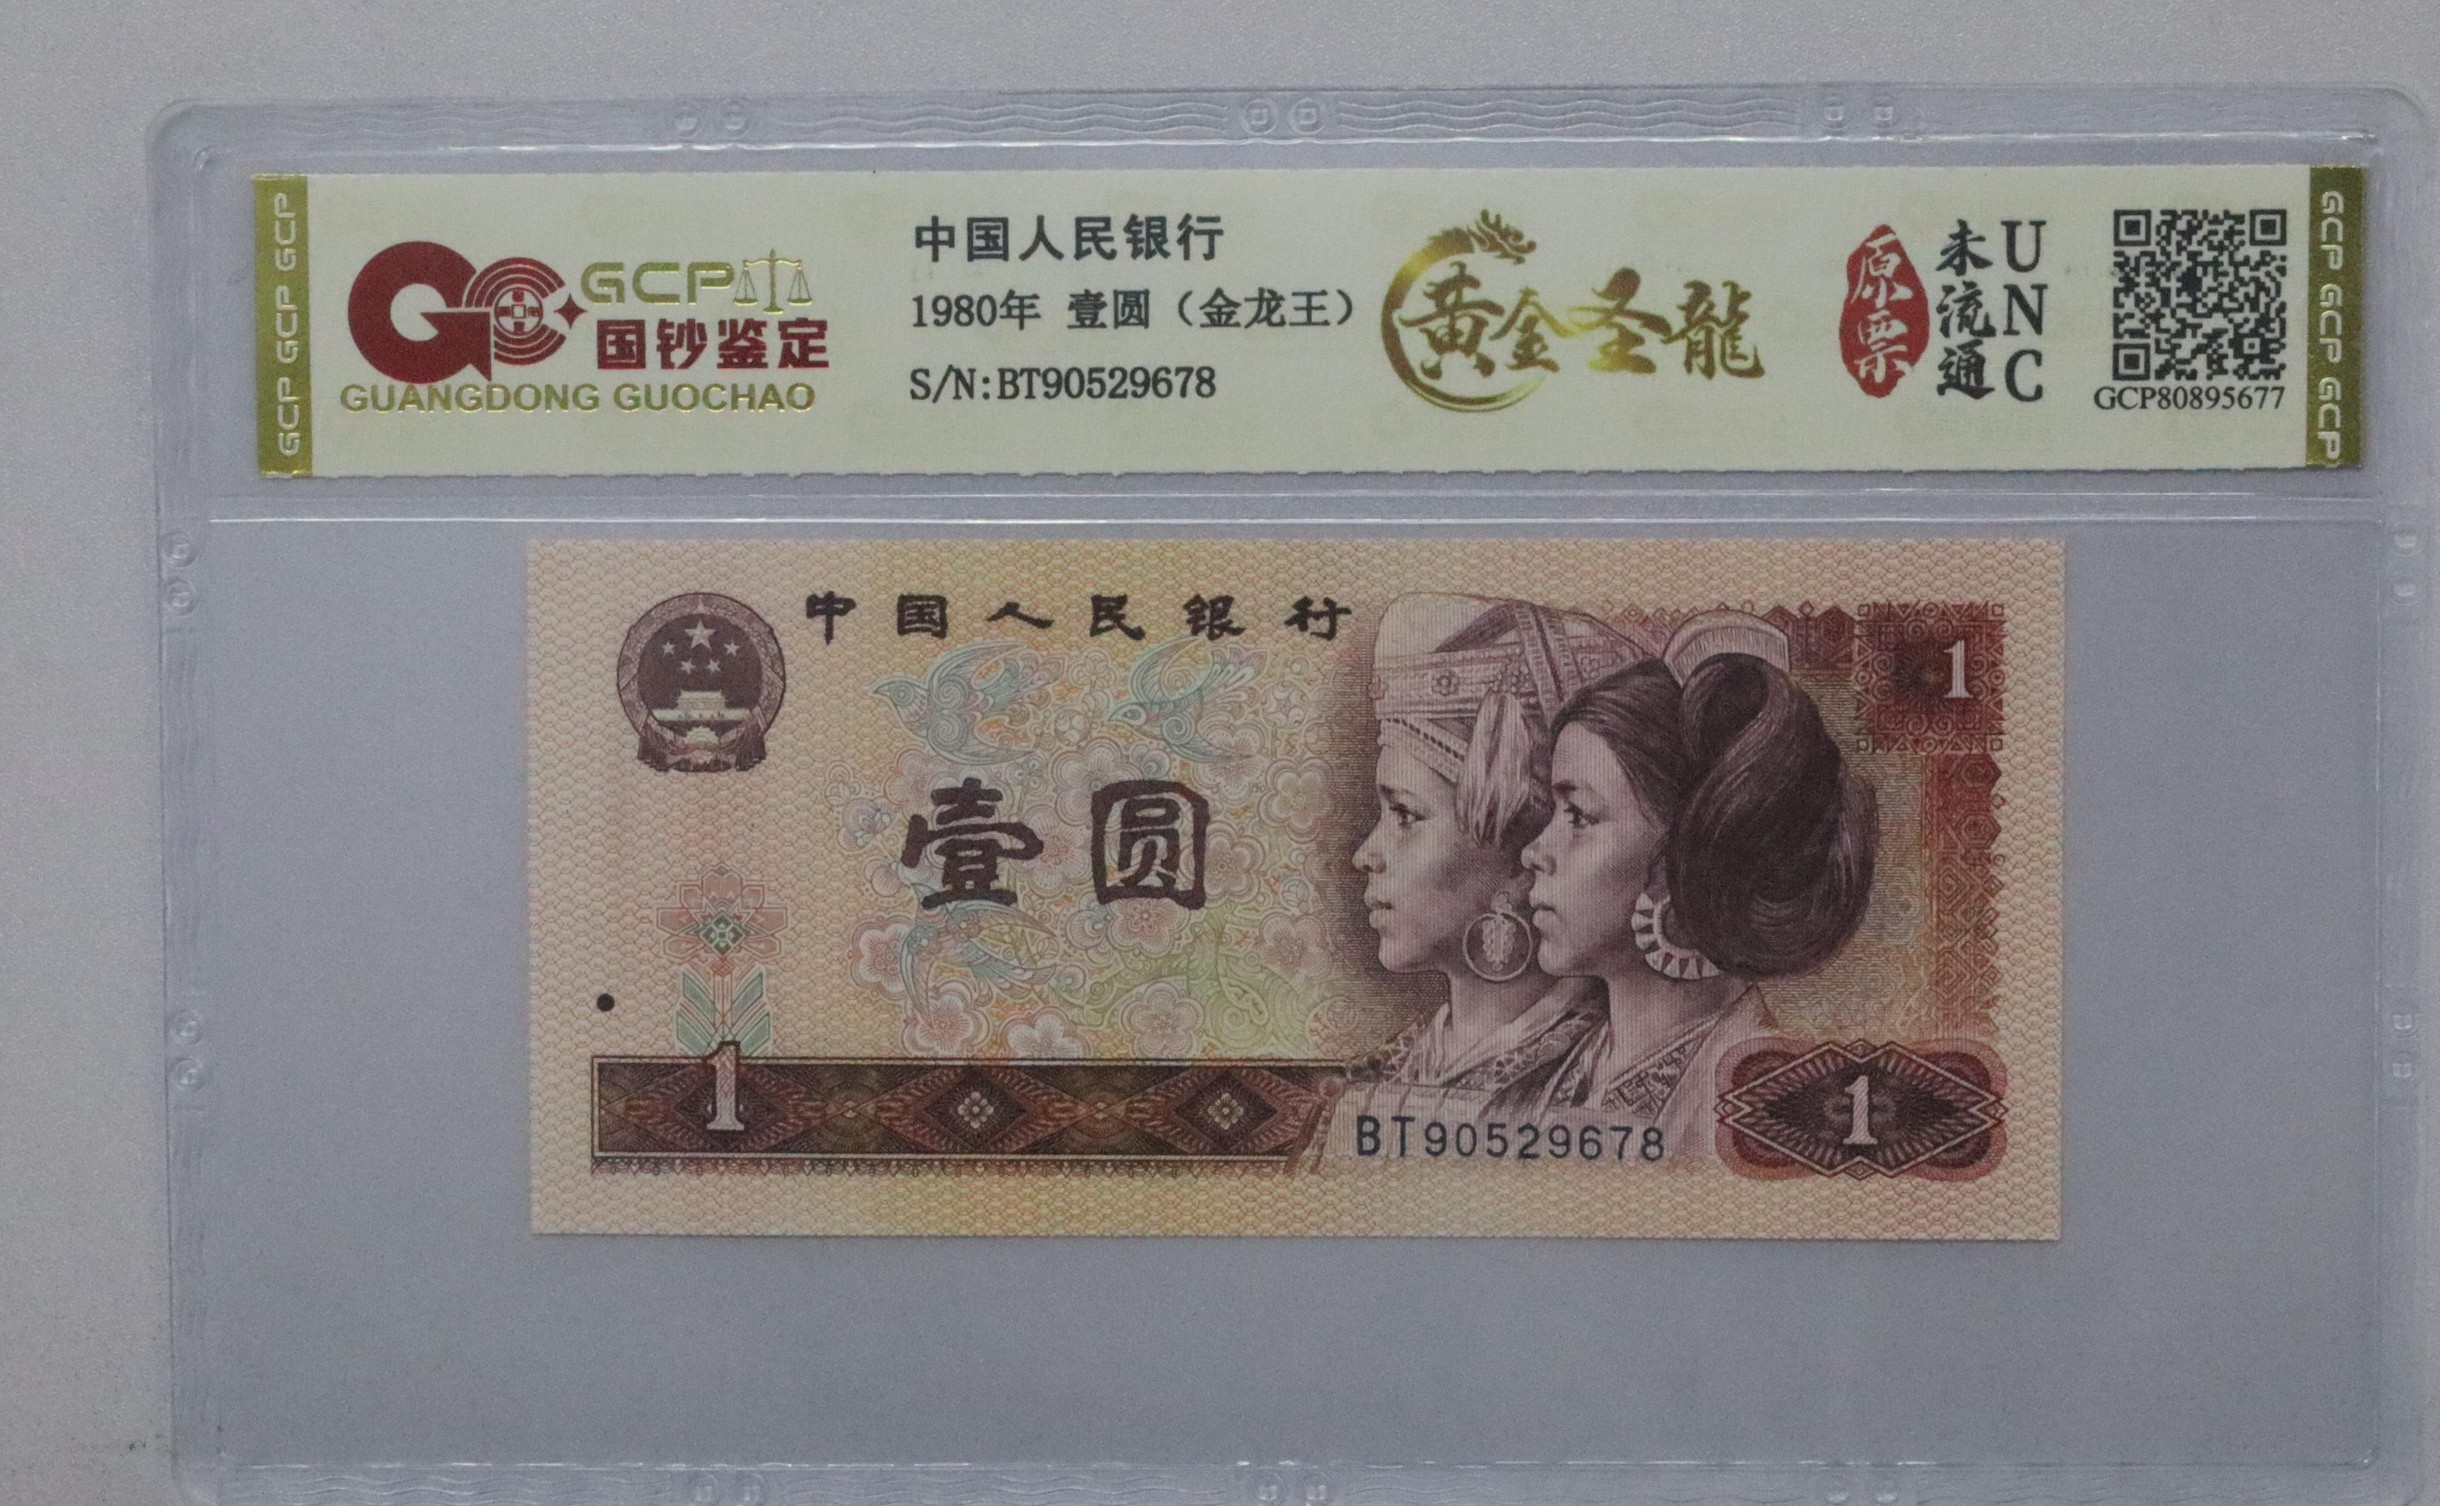 GCP GCP GCP
GCP
国钞鉴定
GUANGDONG GUOCHAO
中国人民银行
1980年 壹圆（金龙王）
S/N:BT90529678
黄金圣龍
原票
未流通
UNC
GCP80895677
GCP GCP GCP
中国人民银行
1
壹圆
1
BT90529678
1